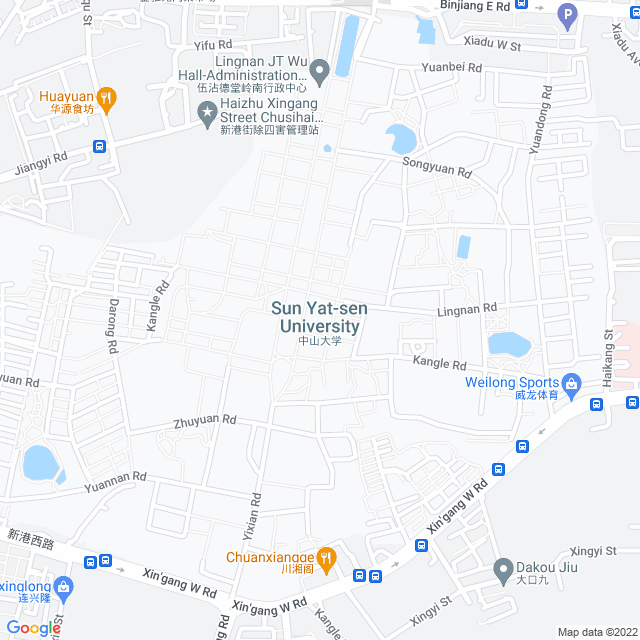 Binjiang E Rd
Xiadu W St
Yifu Rd
Lingnan JT Wu
Hall-Administration...
伍沾德堂岭南行政中心
Yuanbei Rd
Huayuan
华源食坊
Haizhu Xingang
Street Chusihai...
新港街除四害管理站
Yuandong Rd
Jiangyi Rd
Songyuan Rd
Sun Yat-sen
University
中山大学
Lingnan Rd
Kangle Rd
Darong Rd
Haikang St
Kangle Rd
Weilong Sports
威龙体育
Zhuyuan Rd
Yuannan Rd
Yixian Rd
Xin'gang W Rd
新港西路
Chuanxiangge
川湘阁
Xingyi St
Dakou Jiu
大口九
Xin'gang W Rd
xinglong
连兴隆
Xin'gang W Rd
Xingyi St
Kangle
Google
Map data ©2022